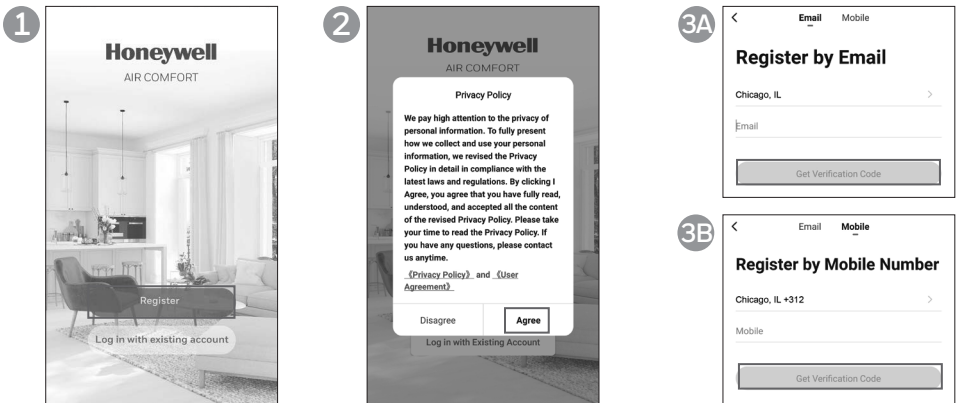 1
Honeywell
AIR COMFORT
Register
Log in with existing account
2
Honeywell
AIR COMFORT
Privacy Policy
We pay high attention to the privacy of
personal information. To fully present
how we collect and use your personal
information, we revised the Privacy
Policy in detail in compliance with the
latest laws and regulations. By clicking I
Agree, you agree that you have fully read,
understood, and accepted all the content
of the revised Privacy Policy. Please take
your time to read the Privacy Policy. If
you have any questions, please contact
us anytime.
《Privacy Policy》 and 《User
Agreement》
Disagree Agree
Log in with Existing Account
3A
Email Mobile
Register by Email
Chicago, IL
Email
Get Verification Code
3B
Email Mobile
Register by Mobile Number
Chicago, IL +312
Mobile
Get Verification Code